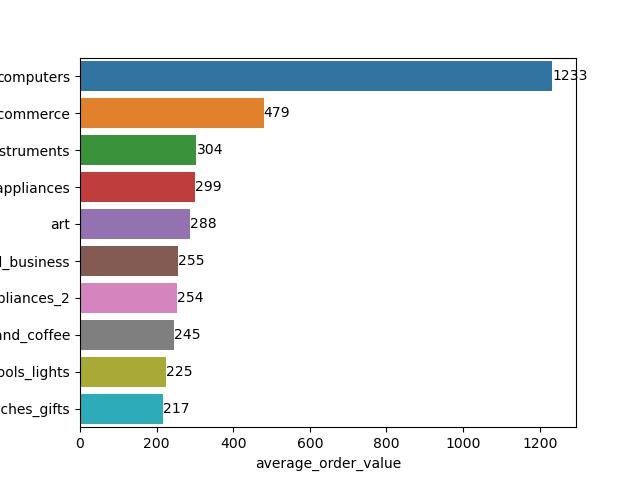 computers 1233
commerce 479
struments 304
appliances 299
art 288
l_business 255
pliances_2 254
and_coffee 245
ools_lights 225
ches_gifts 217
0 200 400 600 800 1000 1200
average_order_value